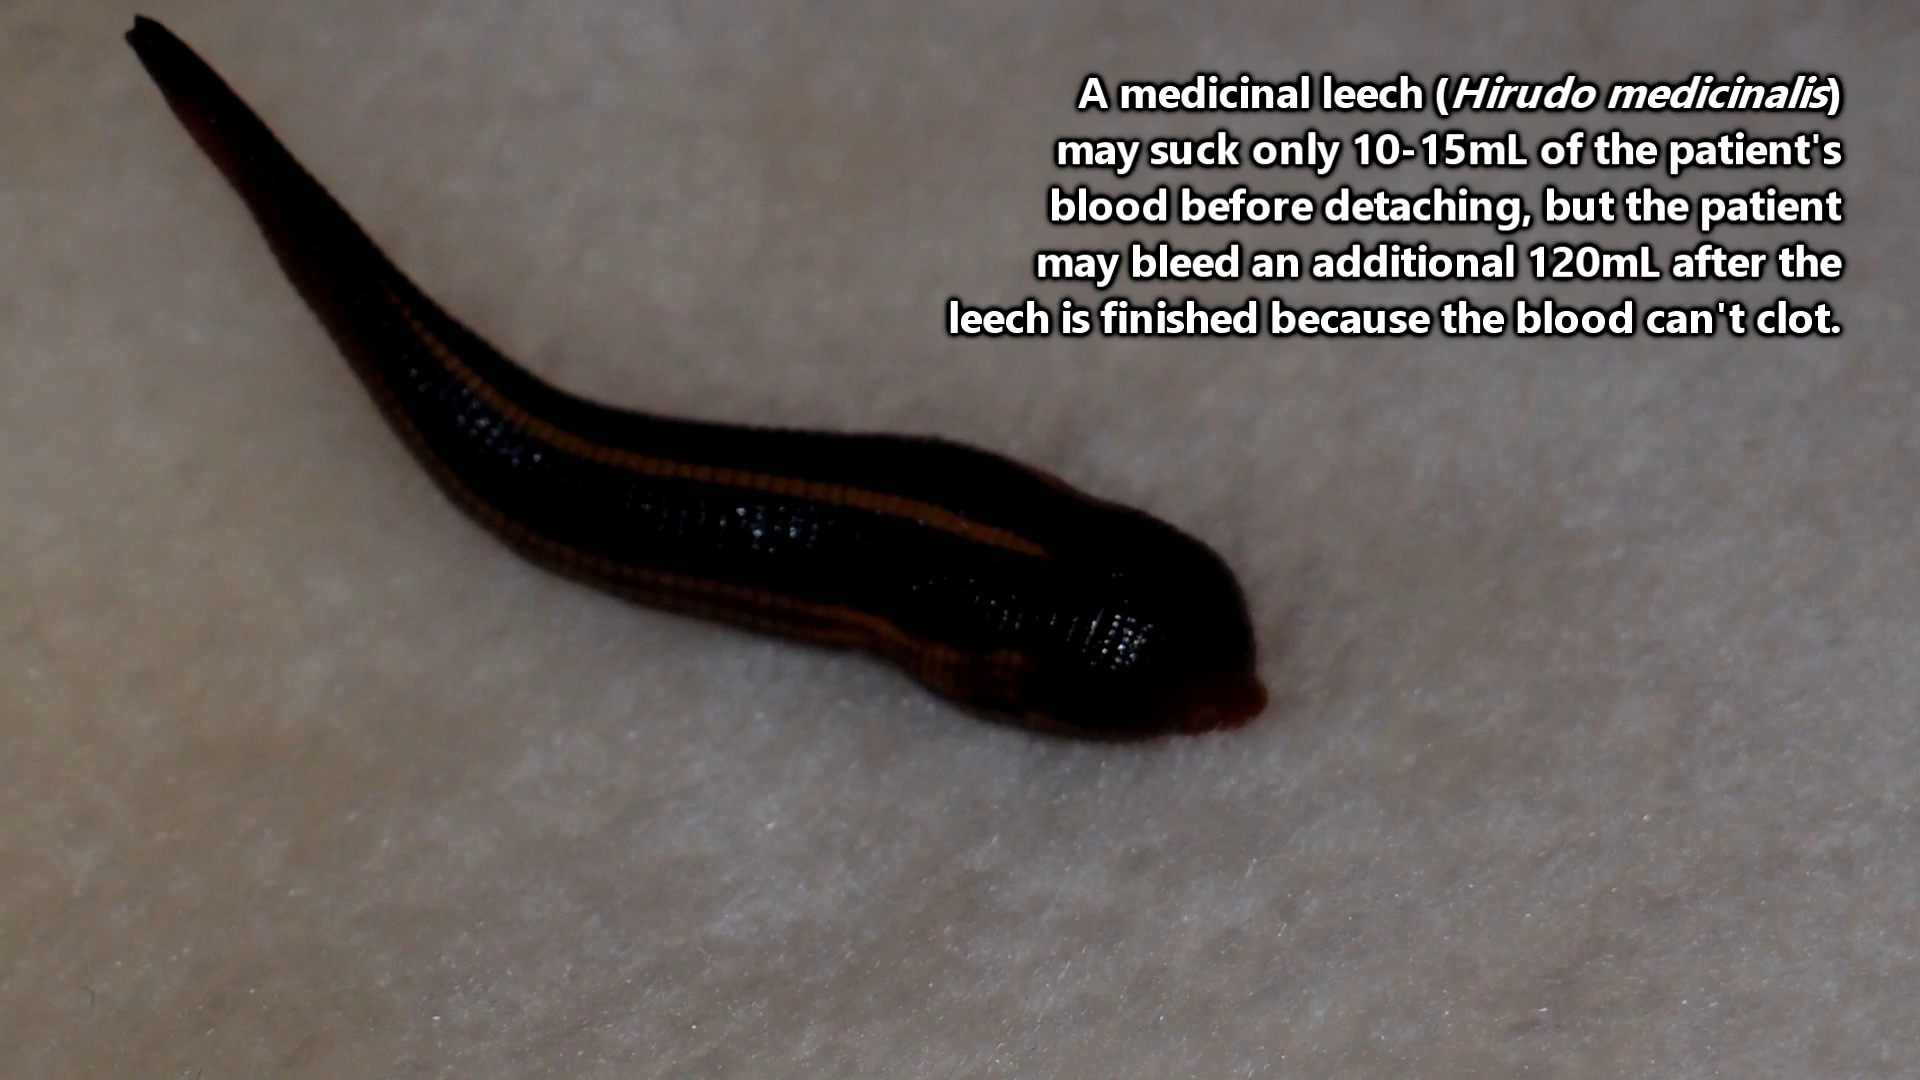 A medicinal leech (Hirudo medicinalis)
may suck only 10-15mL of the patient's
blood before detaching, but the patient
may bleed an additional 120mL after the
leech is finished because the blood can't clot.